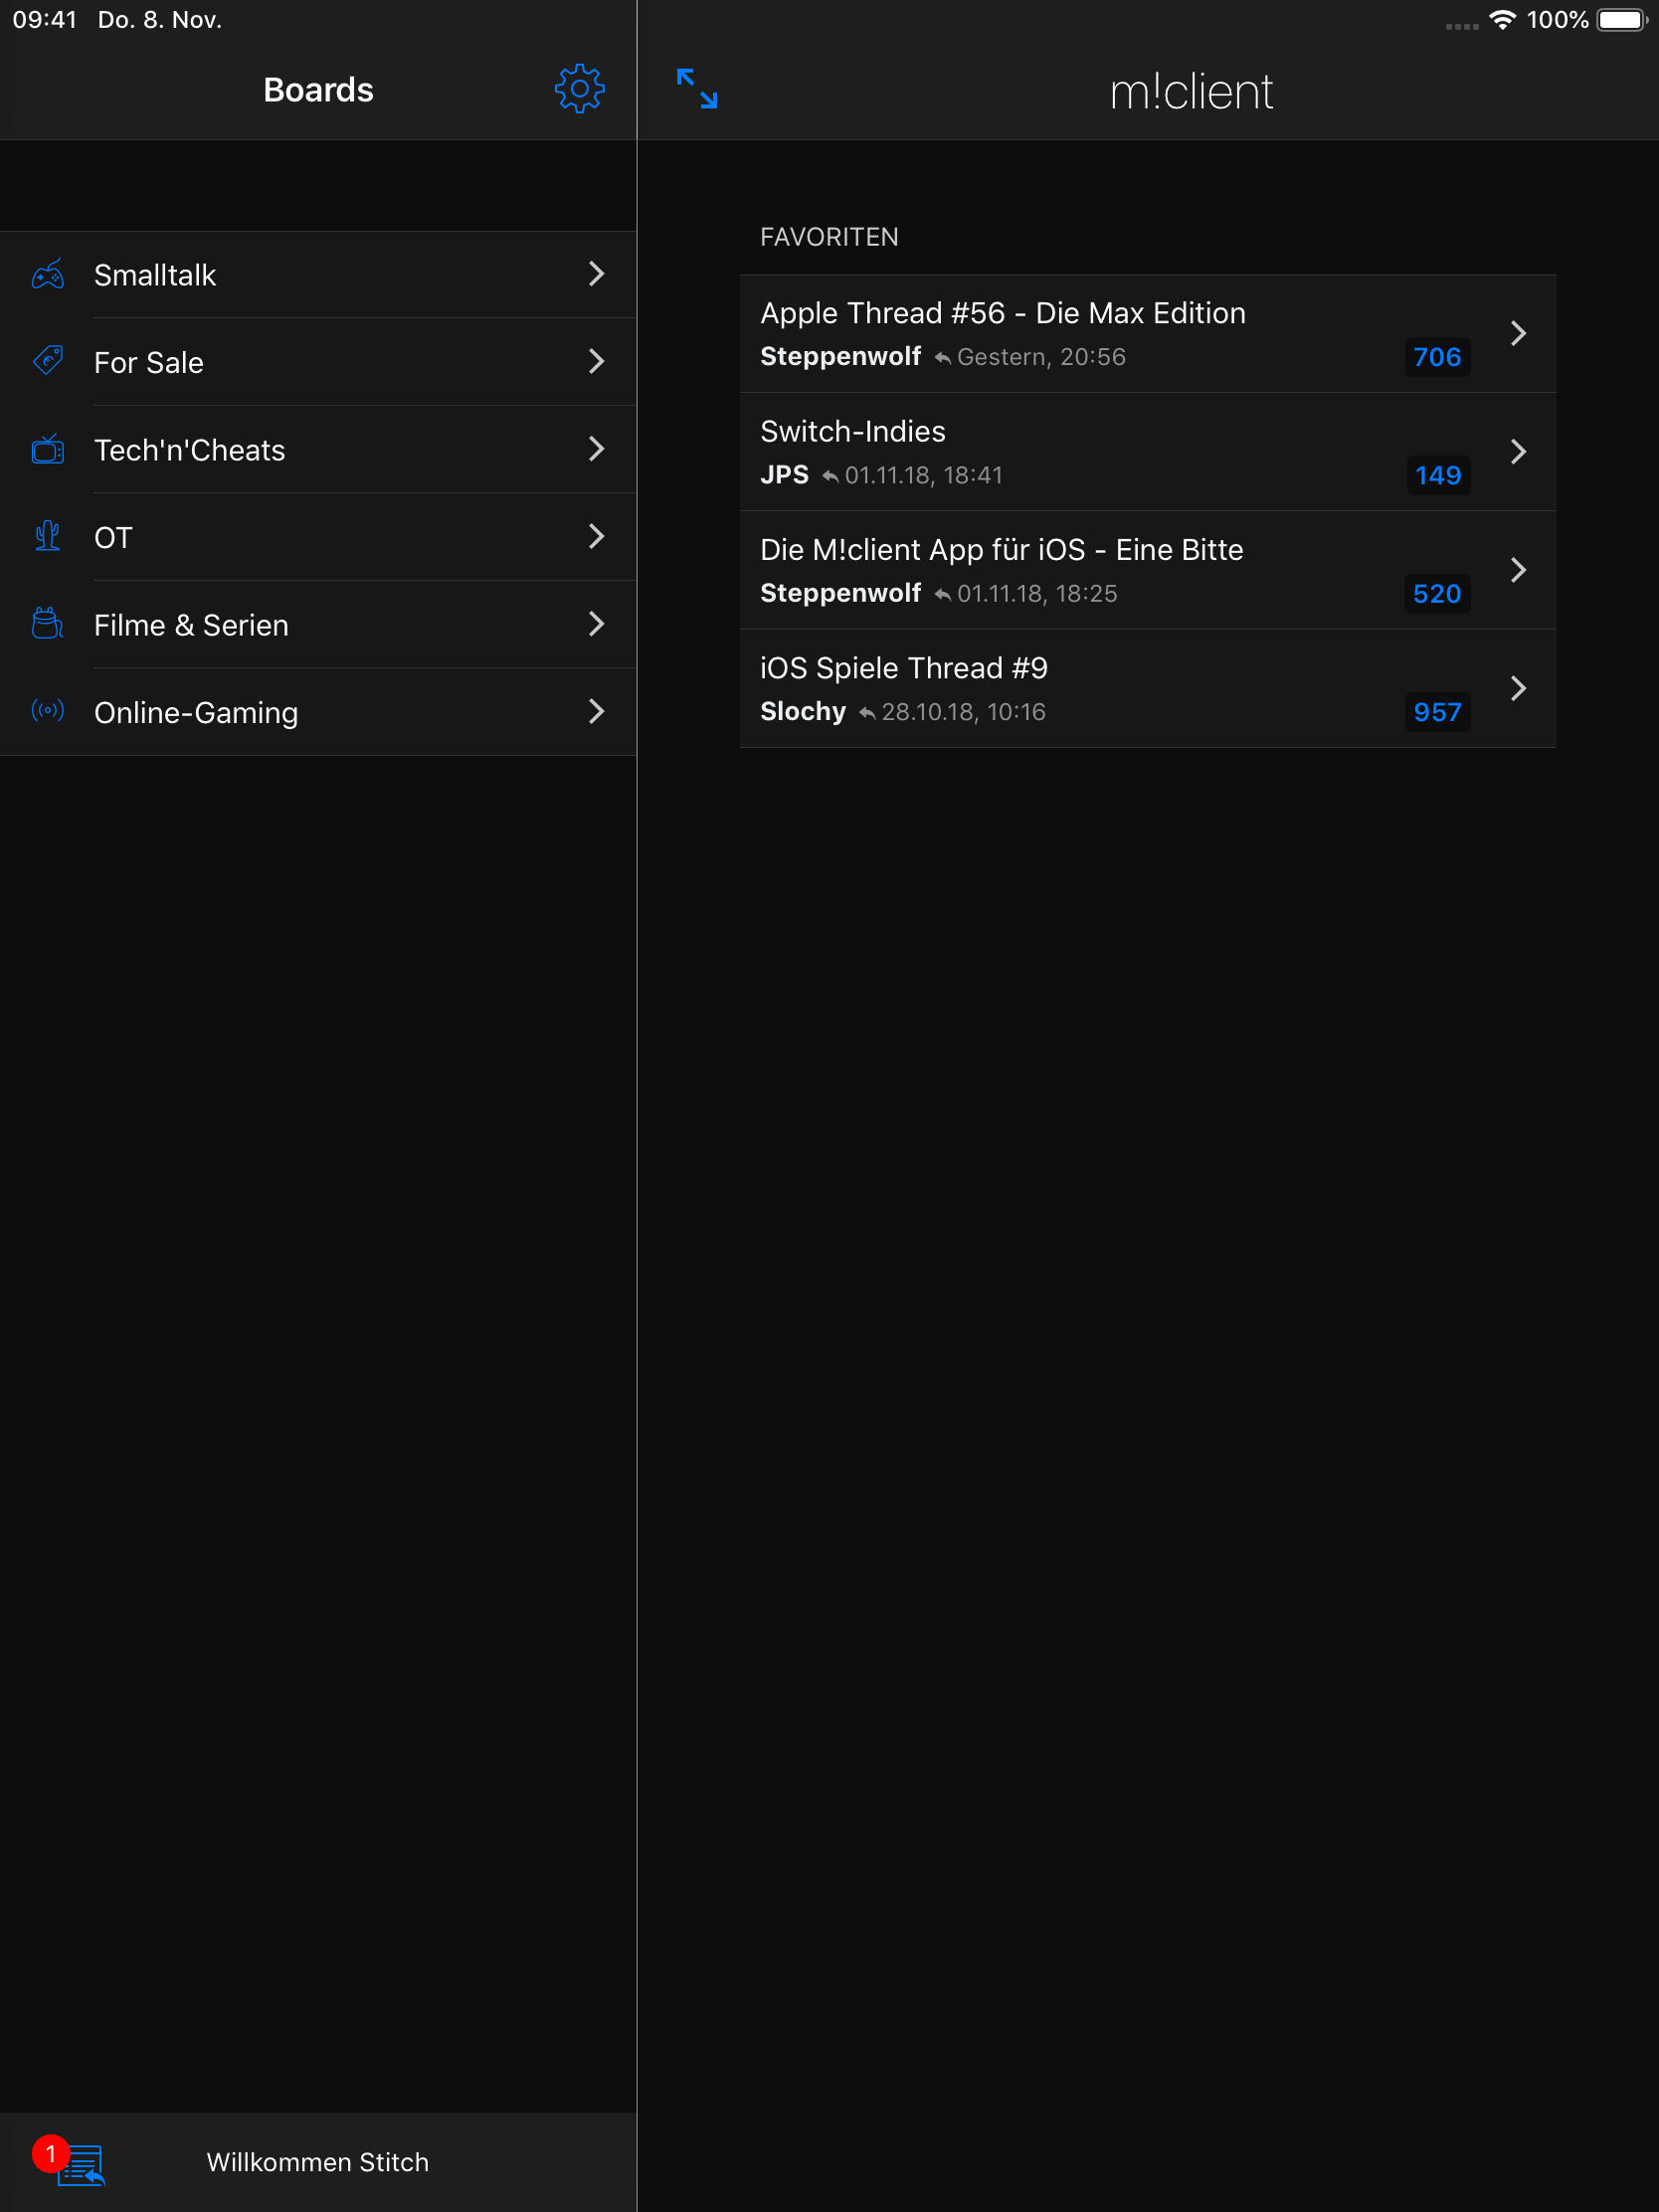 09:41 Do. 8. Nov.
100%
Boards
m!client
Smalltalk
For Sale
Tech'n'Cheats
OT
Filme & Serien
Online-Gaming
FAVORITEN
Apple Thread #56 - Die Max Edition
Steppenwolf Gestern, 20:56
706
Switch-Indies
JPS 01.11.18, 18:41
149
Die M!client App für iOS - Eine Bitte
Steppenwolf 01.11.18, 18:25
520
iOS Spiele Thread #9
Slochy 28.10.18, 10:16
957
1
Willkommen Stitch